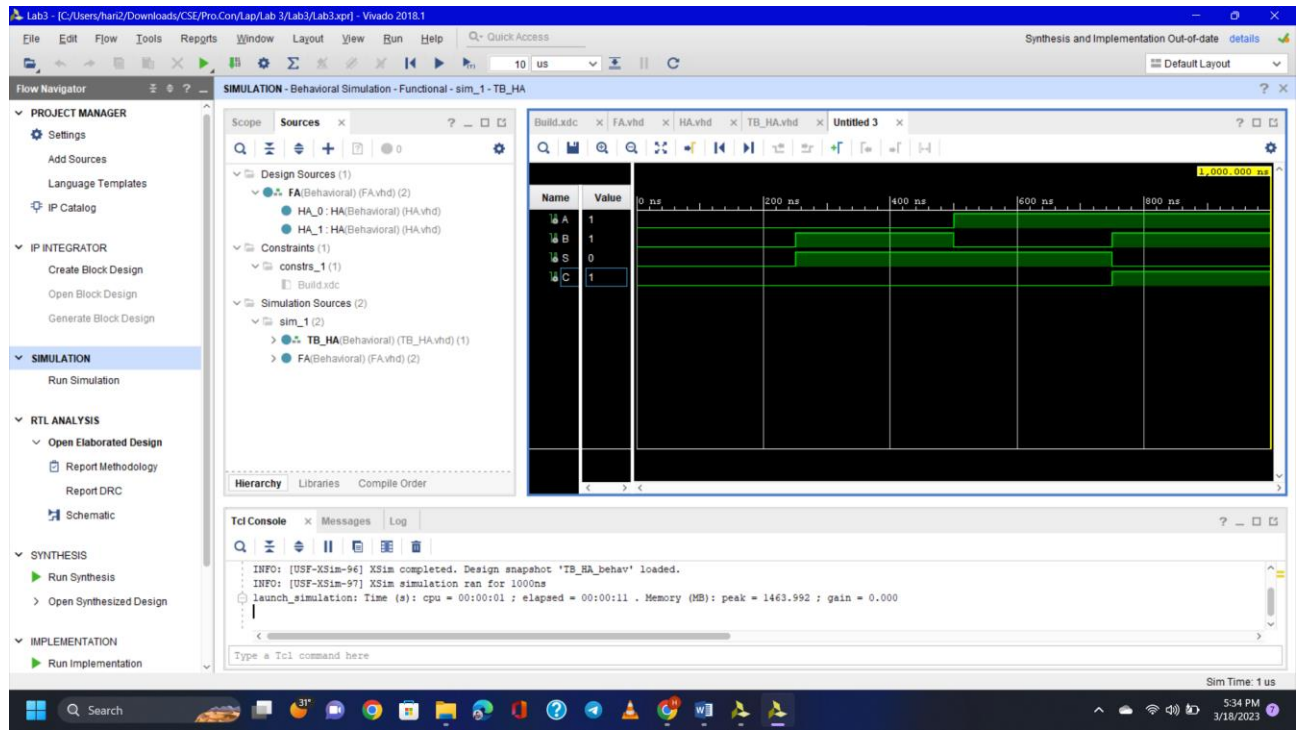 Lab3 - [C:/Users/hari2/Downloads/CSE/Pro.Con/Lap/Lab 3/Lab3/Lab3.xpr] - Vivado 2018.1
File Edit Flow Tools Reports Window Layout View Run Help Quick Access
Synthesis and Implementation Out-of-date details
10 us
Default Layout
Flow Navigator
SIMULATION - Behavioral Simulation - Functional - sim_1 - TB_HA
PROJECT MANAGER
Settings
Add Sources
Language Templates
IP Catalog
IP INTEGRATOR
Create Block Design
Open Block Design
Generate Block Design
SIMULATION
Run Simulation
RTL ANALYSIS
Open Elaborated Design
Report Methodology
Report DRC
Schematic
SYNTHESIS
Run Synthesis
Open Synthesized Design
IMPLEMENTATION
Run Implementation
Scope Sources
0
Design Sources (1)
FA(Behavioral) (FA.vhd) (2)
HA_0 : HA(Behavioral) (HA.vhd)
HA_1 : HA(Behavioral) (HA.vhd)
Constraints (1)
constrs_1 (1)
Build.xdc
Simulation Sources (2)
sim_1 (2)
TB_HA(Behavioral) (TB_HA.vhd) (1)
FA(Behavioral) (FA.vhd) (2)
Hierarchy Libraries Compile Order
Build.xdc FA.vhd HA.vhd TB_HA.vhd Untitled 3
1,000.000 ns
Name Value 0 ns 200 ns 400 ns 600 ns 800 ns
A 1
B 1
S 0
C 1
Tcl Console Messages Log
INFO: [USF-XSim-96] XSim completed. Design snapshot 'TB_HA_behav' loaded.
INFO: [USF-XSim-97] XSim simulation ran for 1000ns
launch_simulation: Time (s): cpu = 00:00:01 ; elapsed = 00:00:11 . Memory (MB): peak = 1463.992 ; gain = 0.000
Type a Tcl command here
Sim Time: 1 us
Search
31°
5:34 PM
3/18/2023
7